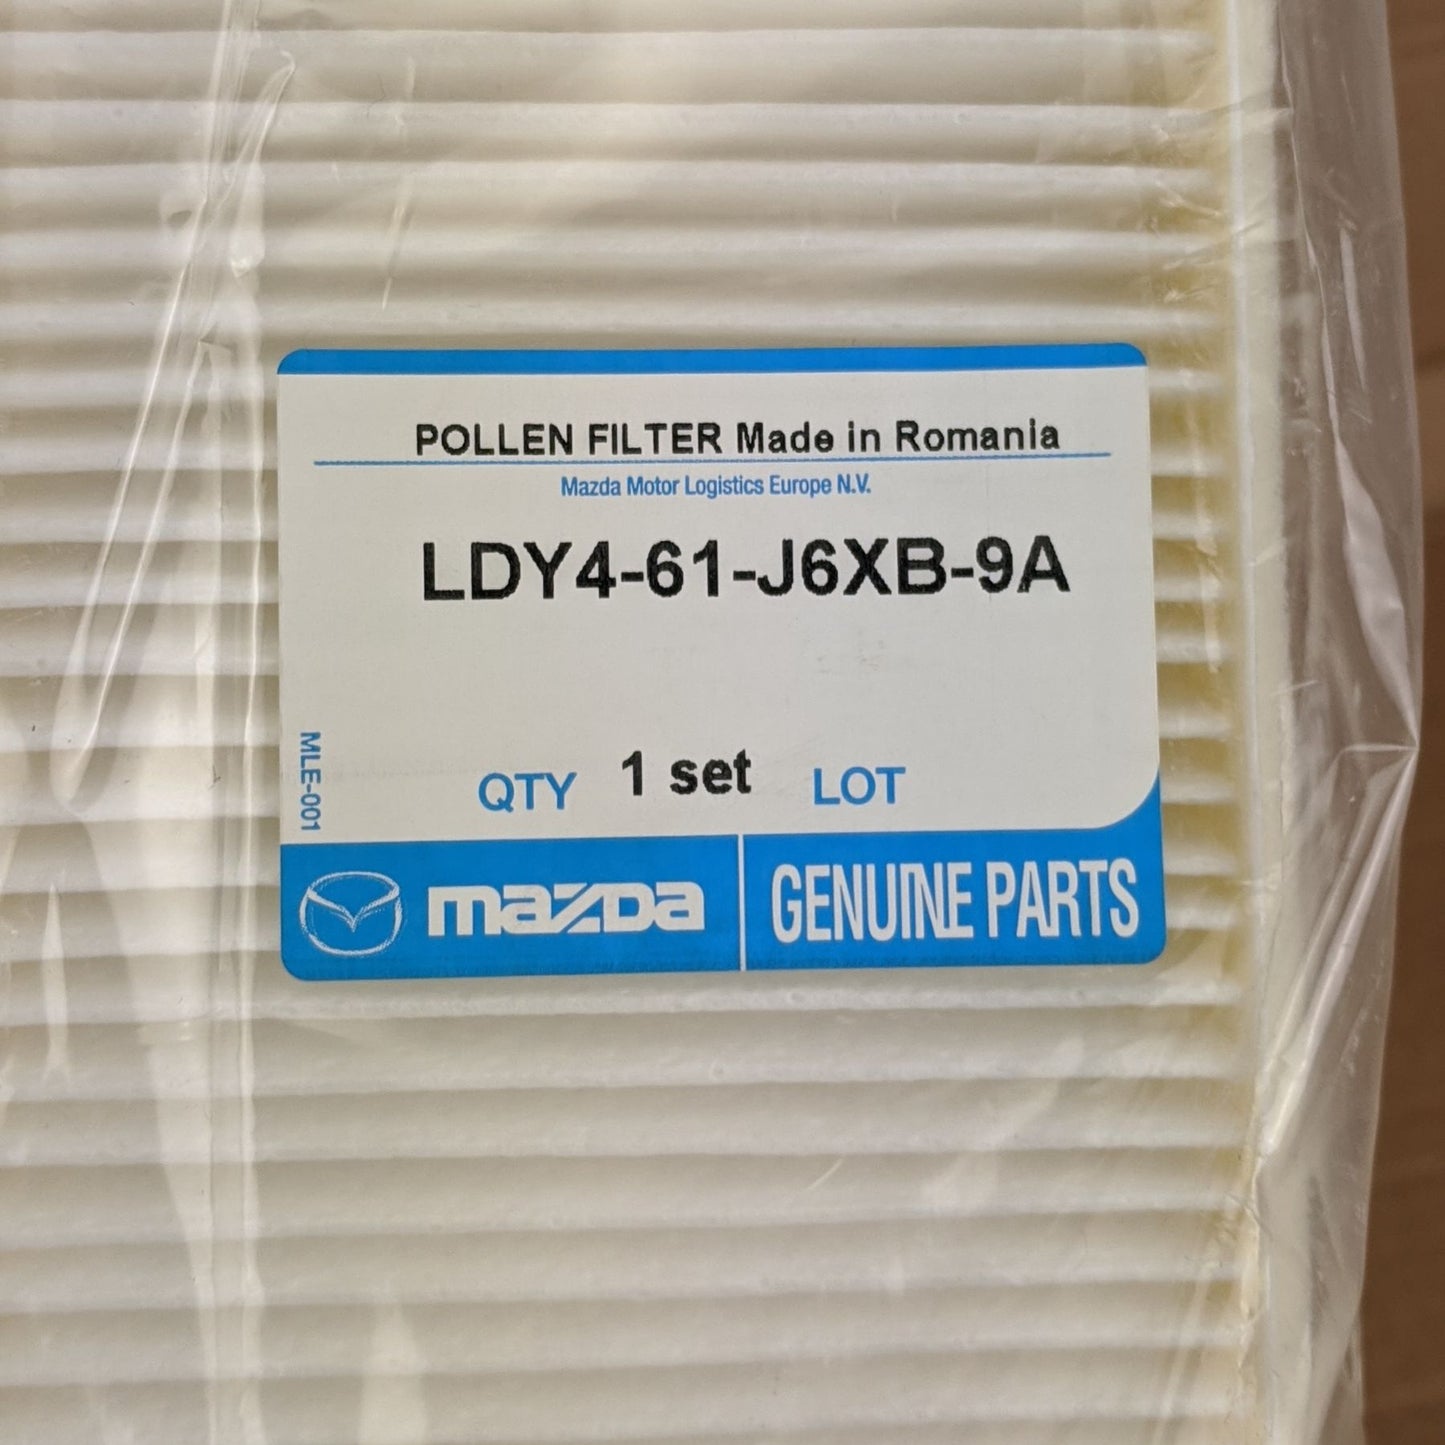 POLLEN FILTER Made in Romania
Mazda Motor Logistics Europe N.V.
LDY4-61-J6XB-9A
MLE-001
QTY 1 set LOT
mazda GENUINE PARTS